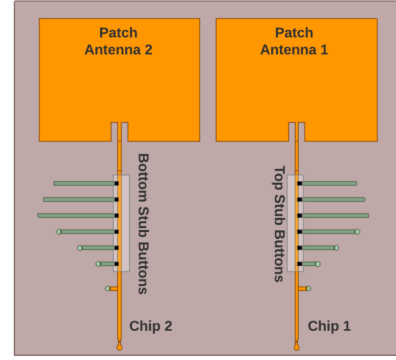 Patch
Antenna 2
Patch
Antenna 1
Bottom Stub Buttons
Top Stub Buttons
Chip 2
Chip 1